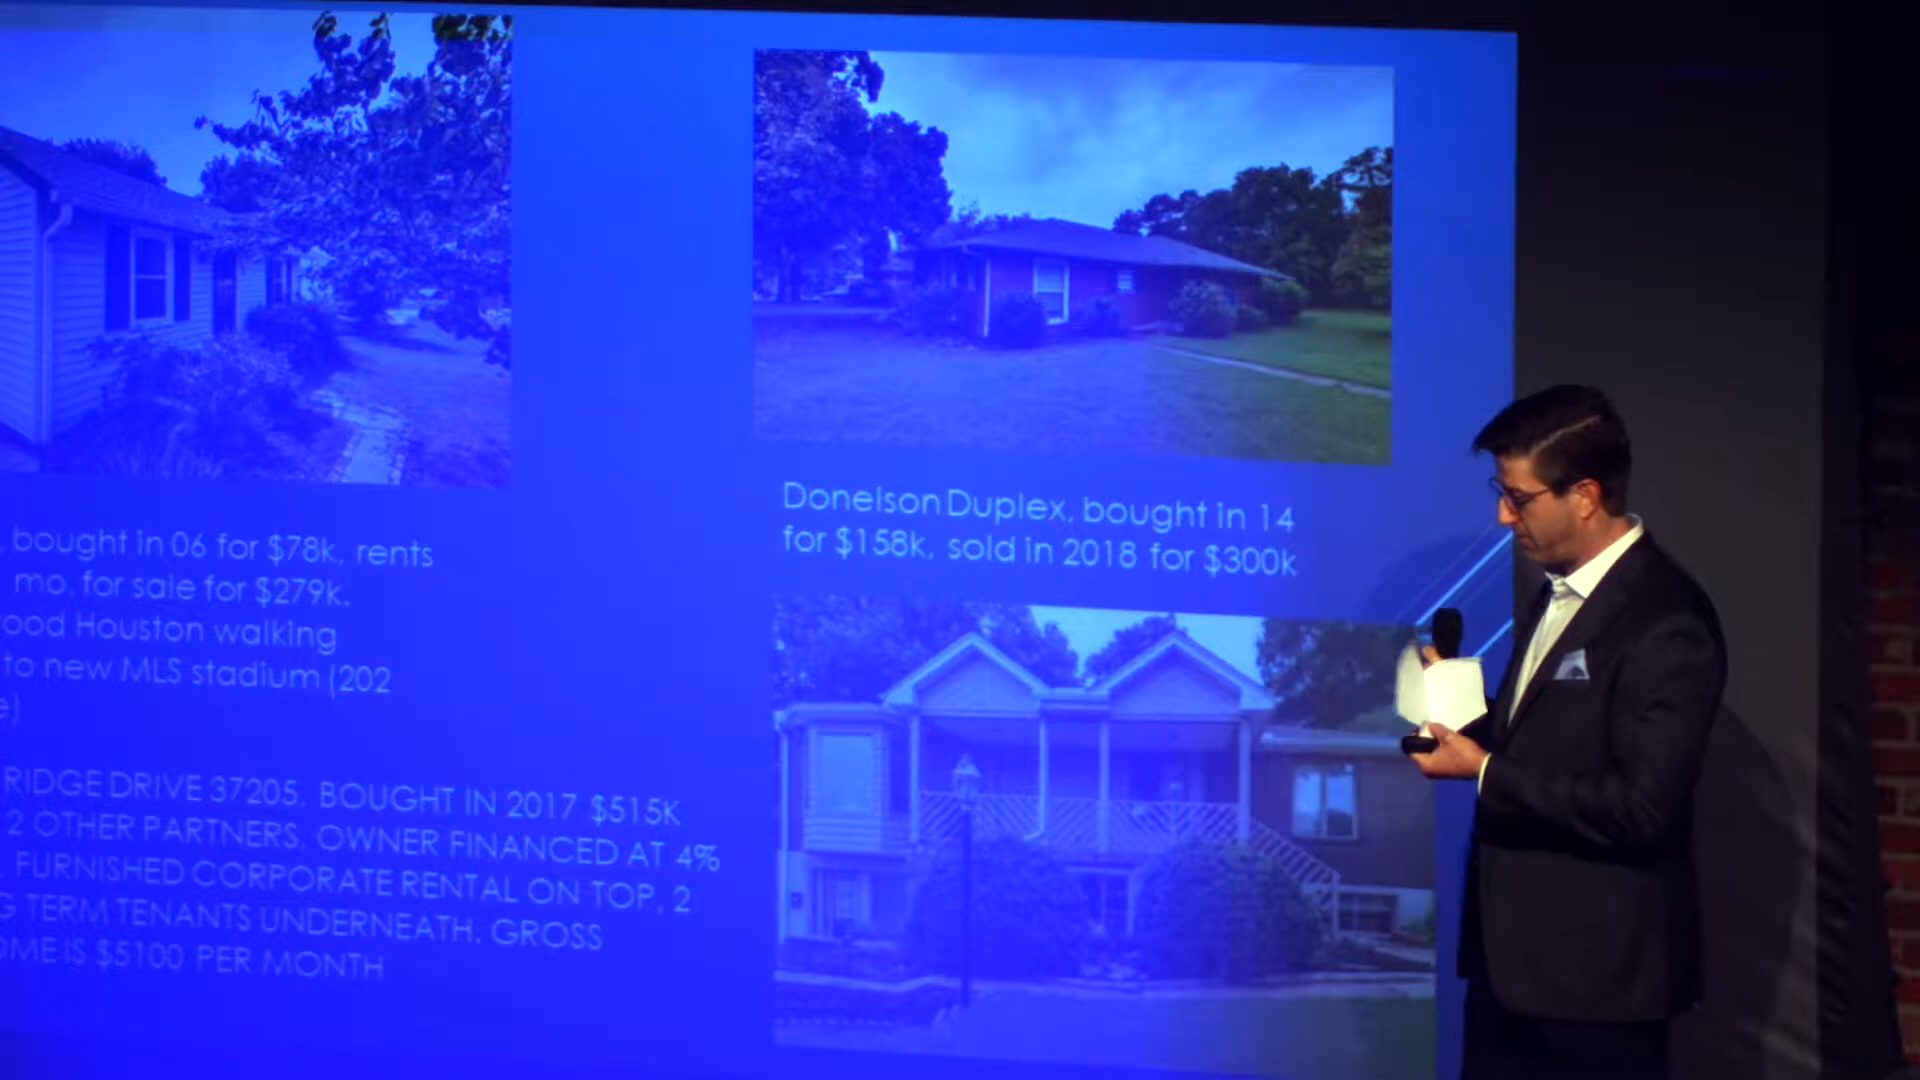 bought in 06 for $78k, rents
mo. for sale for $279k.
Houston walking
to new MLS stadium (202
Donelson Duplex, bought in 14
for $158k, sold in 2018 for $300k
RIDGE DRIVE 37205. BOUGHT IN 2017 $515K
2 OTHER PARTNERS. OWNER FINANCED AT 4%
FURNISHED CORPORATE RENTAL ON TOP, 2
TERM TENANTS UNDERNEATH. GROSS
IS $5100 PER MONTH